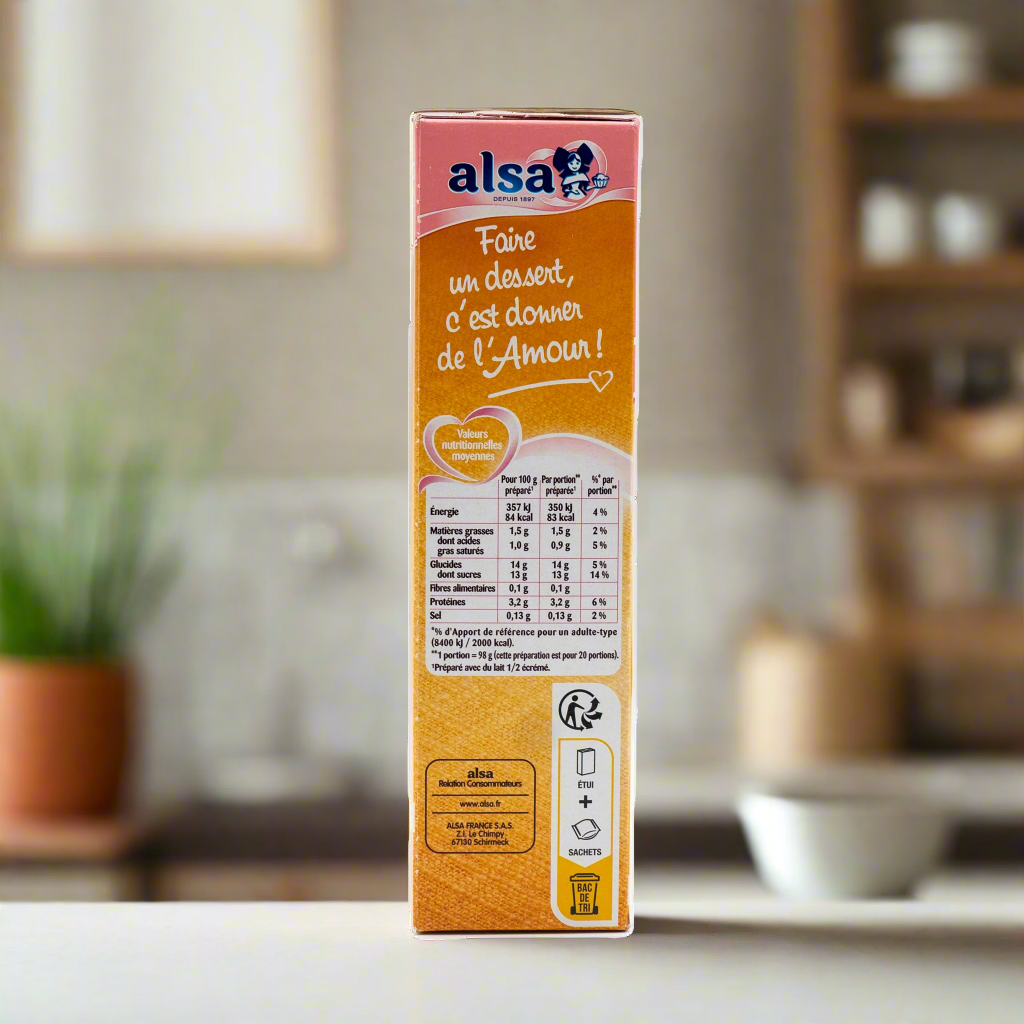 alsa
DEPUIS 1897
Faire
un dessert,
c'est donner
de l'Amour !
Valeurs
nutritionnelles
moyennes
Pour 100 g préparé¹ Par portion** préparée¹ %* par portion**
Énergie 357 kJ 84 kcal 350 kJ 83 kcal 4 %
Matières grasses 1,5 g 1,5 g 2 %
dont acides gras saturés 1,0 g 0,9 g 5 %
Glucides 14 g 14 g 5 %
dont sucres 13 g 13 g 14 %
Fibres alimentaires 0,1 g 0,1 g
Protéines 3,2 g 3,2 g 6 %
Sel 0,13 g 0,13 g 2 %
*% d'Apport de référence pour un adulte-type
(8400 kJ / 2000 kcal).
**1 portion = 98 g (cette préparation est pour 20 portions).
¹Préparé avec du lait 1/2 écrémé.
ÉTUI
+
SACHETS
BAC
DE
TRI
alsa
Relation Consommateurs
www.alsa.fr
ALSA FRANCE S.A.S.
Z.I. Le Chimpy
67130 Schirmeck